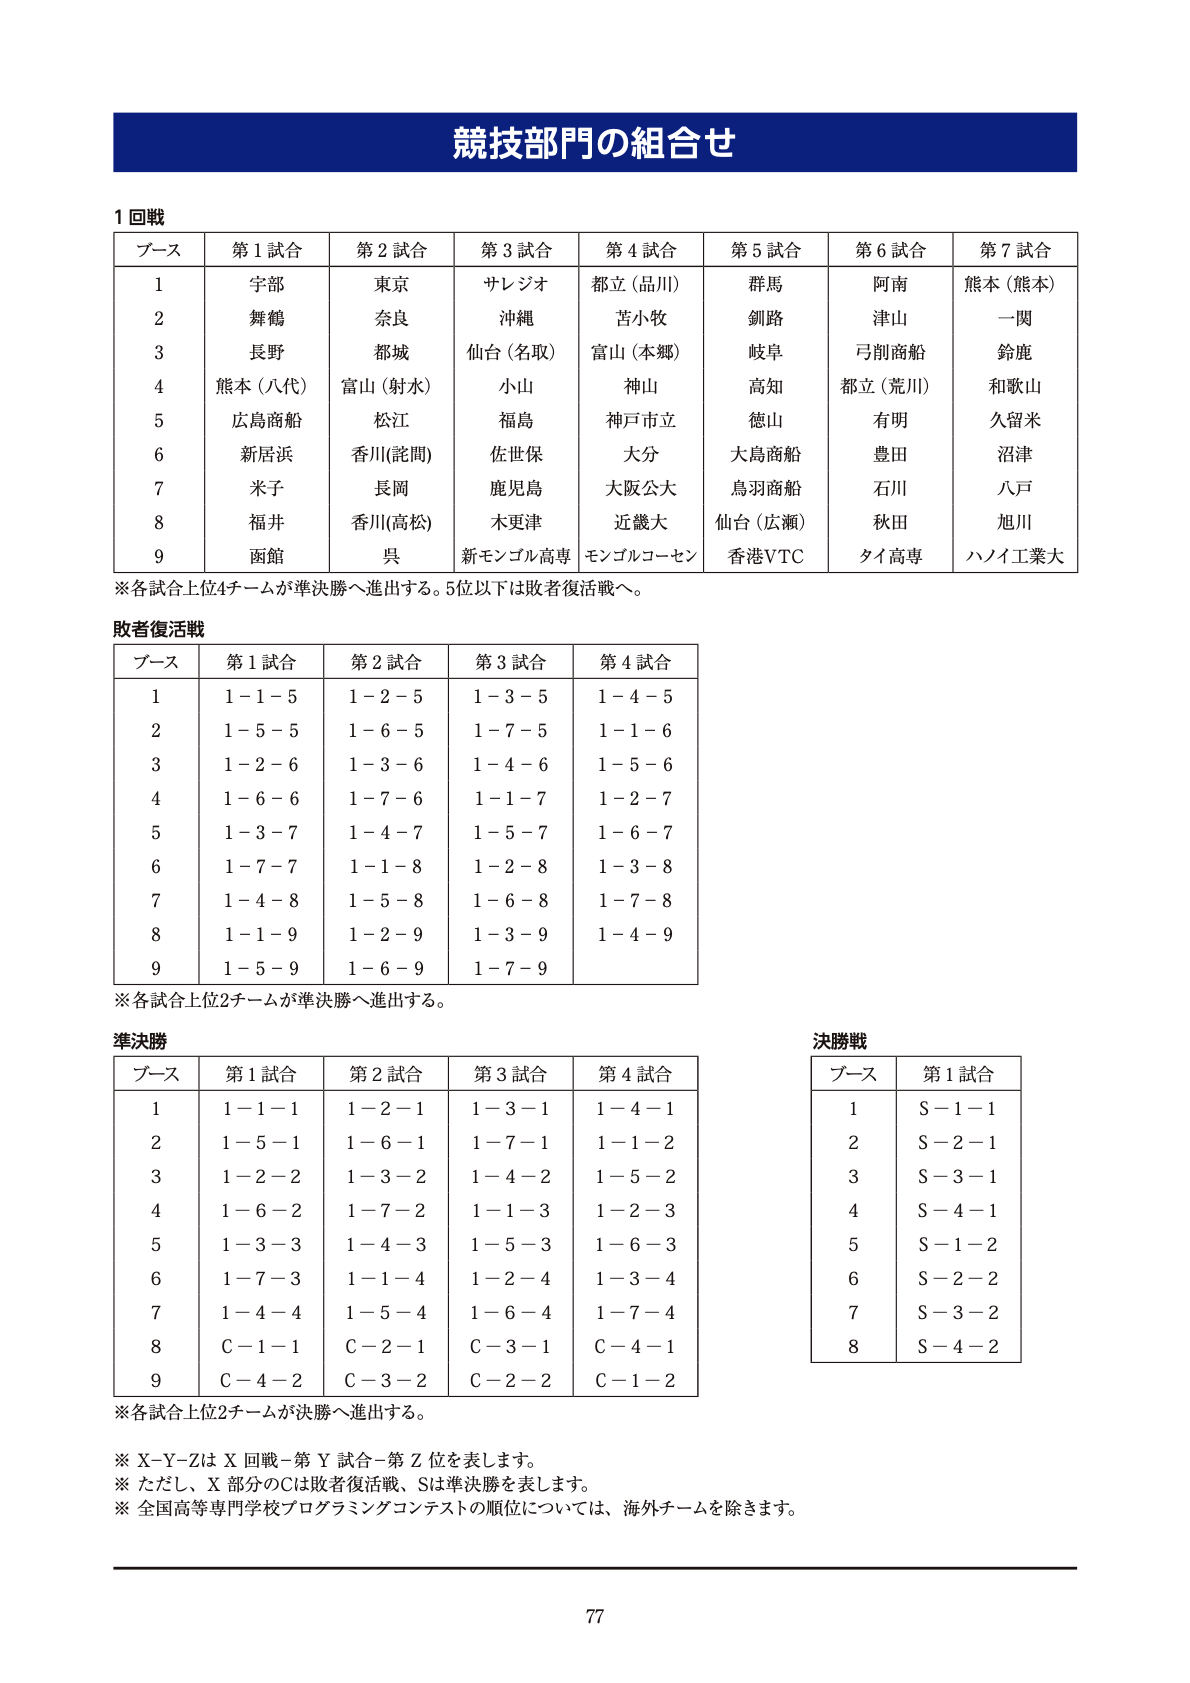 競技部門の組合せ
1 回戦
ブース 第 1 試合 第 2 試合 第 3 試合 第 4 試合 第 5 試合 第 6 試合 第 7 試合
1 宇部 東京 サレジオ 都立（品川） 群馬 阿南 熊本（熊本）
2 舞鶴 奈良 沖縄 苫小牧 釧路 津山 一関
3 長野 都城 仙台（名取） 富山（本郷） 岐阜 弓削商船 鈴鹿
4 熊本（八代） 富山（射水） 小山 神山 高知 都立（荒川） 和歌山
5 広島商船 松江 福島 神戸市立 徳山 有明 久留米
6 新居浜 香川(詫間) 佐世保 大分 大島商船 豊田 沼津
7 米子 長岡 鹿児島 大阪公大 鳥羽商船 石川 八戸
8 福井 香川(高松) 木更津 近畿大 仙台（広瀬） 秋田 旭川
9 函館 呉 新モンゴル高専 モンゴルコーセン 香港VTC タイ高専 ハノイ工業大
※各試合上位4チームが準決勝へ進出する。5位以下は敗者復活戦へ。
敗者復活戦
ブース 第 1 試合 第 2 試合 第 3 試合 第 4 試合
1 1－1－5 1－2－5 1－3－5 1－4－5
2 1－5－5 1－6－5 1－7－5 1－1－6
3 1－2－6 1－3－6 1－4－6 1－5－6
4 1－6－6 1－7－6 1－1－7 1－2－7
5 1－3－7 1－4－7 1－5－7 1－6－7
6 1－7－7 1－1－8 1－2－8 1－3－8
7 1－4－8 1－5－8 1－6－8 1－7－8
8 1－1－9 1－2－9 1－3－9 1－4－9
9 1－5－9 1－6－9 1－7－9
※各試合上位2チームが準決勝へ進出する。
準決勝
ブース 第 1 試合 第 2 試合 第 3 試合 第 4 試合
1 1－1－1 1－2－1 1－3－1 1－4－1
2 1－5－1 1－6－1 1－7－1 1－1－2
3 1－2－2 1－3－2 1－4－2 1－5－2
4 1－6－2 1－7－2 1－1－3 1－2－3
5 1－3－3 1－4－3 1－5－3 1－6－3
6 1－7－3 1－1－4 1－2－4 1－3－4
7 1－4－4 1－5－4 1－6－4 1－7－4
8 C－1－1 C－2－1 C－3－1 C－4－1
9 C－4－2 C－3－2 C－2－2 C－1－2
※各試合上位2チームが決勝へ進出する。
決勝戦
ブース 第 1 試合
1 S－1－1
2 S－2－1
3 S－3－1
4 S－4－1
5 S－1－2
6 S－2－2
7 S－3－2
8 S－4－2
※ X−Y−Zは X 回戦−第 Y 試合−第 Z 位を表します。
※ ただし、X 部分のCは敗者復活戦、Sは準決勝を表します。
※ 全国高等専門学校プログラミングコンテストの順位については、海外チームを除きます。
77